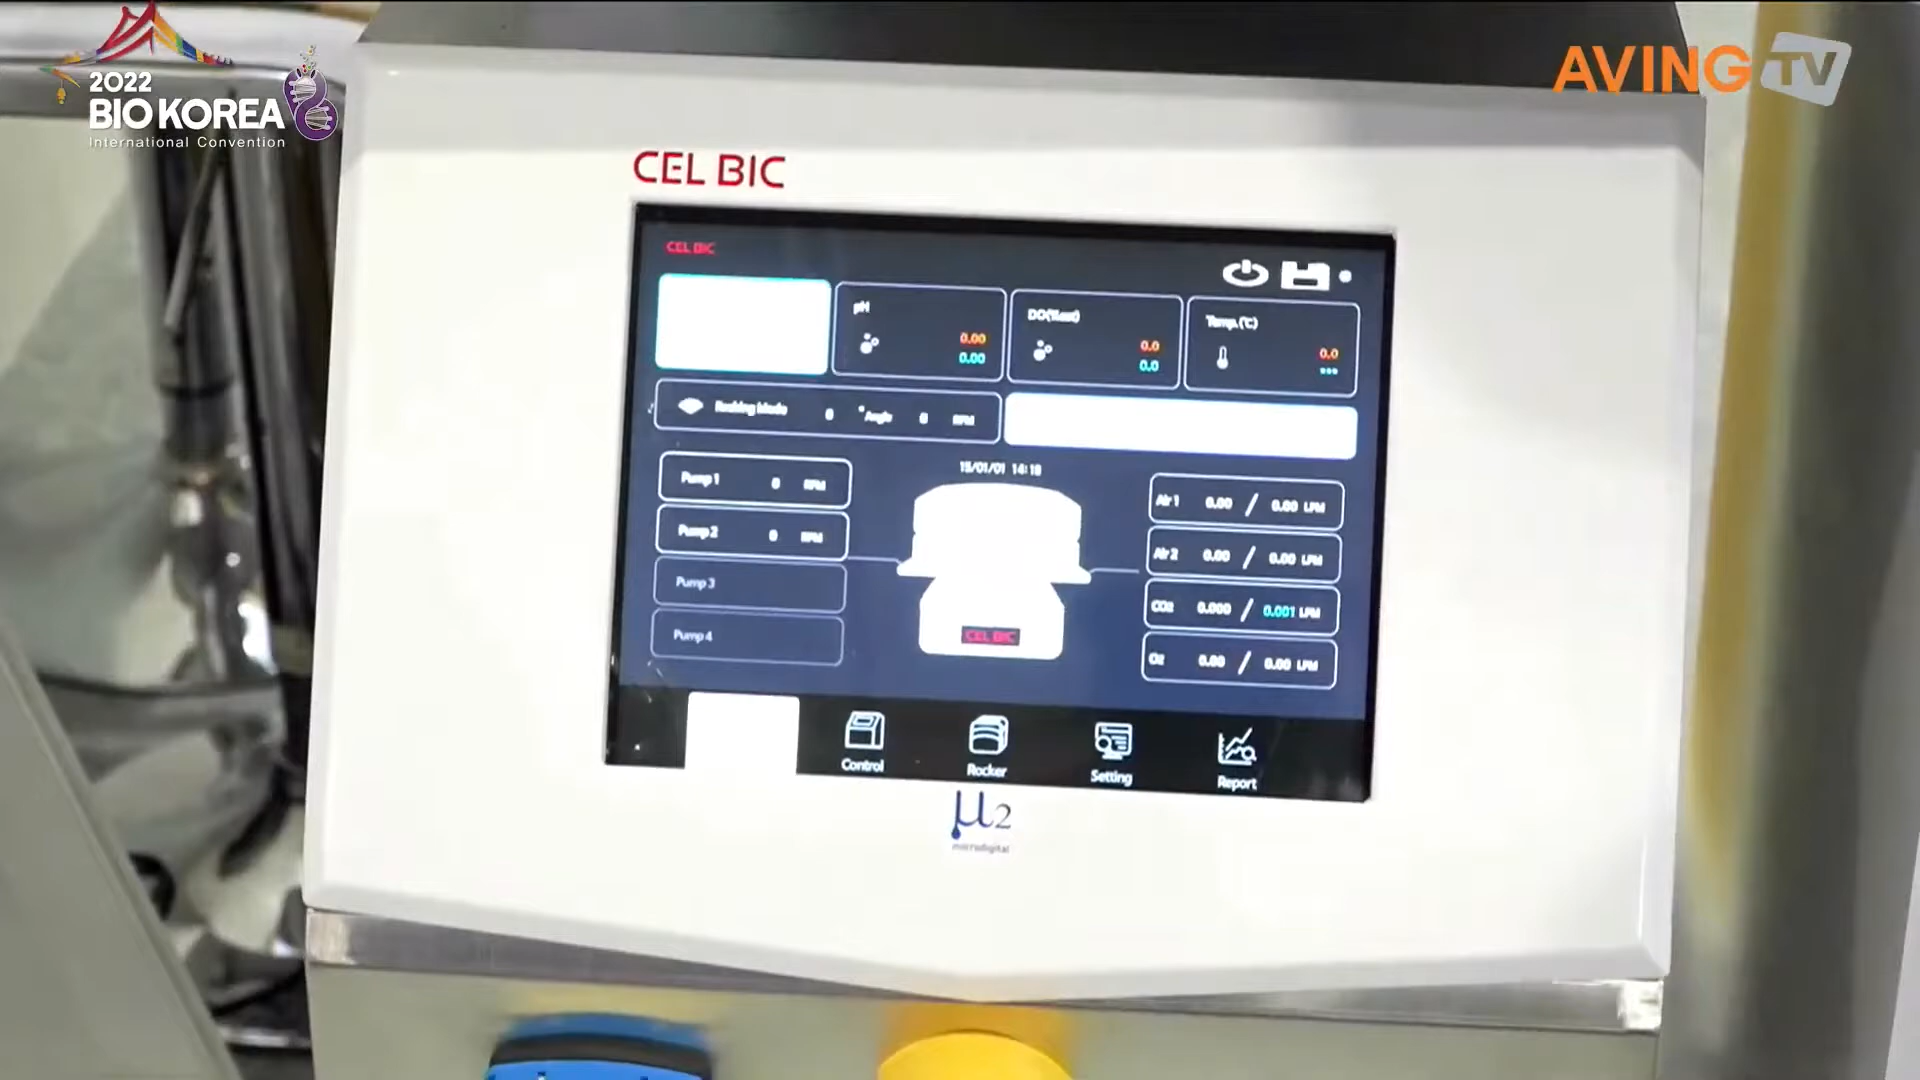 2022
BIO KOREA
International Convention
AVING TV
CEL BIC
CEL BIC
pH
0.00
0.00
DO(%sat)
0.0
0.0
Temp.(℃)
0.0
---
Rocking Mode 0 ° Angle 0 RPM
15/01/01 14:18
Pump 1 0 RPM
Pump 2 0 RPM
Pump 3
Pump 4
Air 1 0.00 / 0.00 LPM
Air 2 0.00 / 0.00 LPM
CO2 0.000 / 0.001 LPM
O2 0.00 / 0.00 LPM
CEL BIC
Control
Rocker
Setting
Report
μ2
microdigital